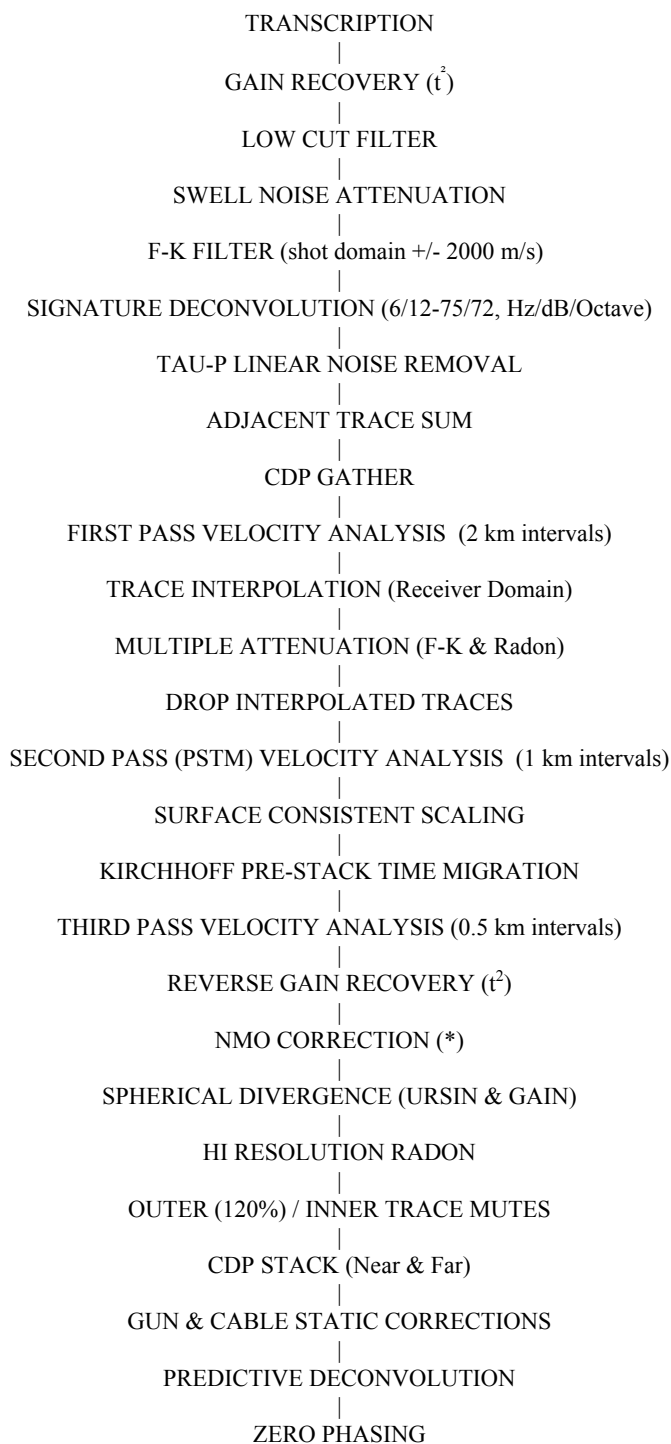 TRANSCRIPTION
|
GAIN RECOVERY (t²)
|
LOW CUT FILTER
|
SWELL NOISE ATTENUATION
|
F-K FILTER (shot domain +/- 2000 m/s)
|
SIGNATURE DECONVOLUTION (6/12-75/72, Hz/dB/Octave)
|
TAU-P LINEAR NOISE REMOVAL
|
ADJACENT TRACE SUM
|
CDP GATHER
|
FIRST PASS VELOCITY ANALYSIS (2 km intervals)
|
TRACE INTERPOLATION (Receiver Domain)
|
MULTIPLE ATTENUATION (F-K & Radon)
|
DROP INTERPOLATED TRACES
|
SECOND PASS (PSTM) VELOCITY ANALYSIS (1 km intervals)
|
SURFACE CONSISTENT SCALING
|
KIRCHHOFF PRE-STACK TIME MIGRATION
|
THIRD PASS VELOCITY ANALYSIS (0.5 km intervals)
|
REVERSE GAIN RECOVERY (t²)
|
NMO CORRECTION (*)
|
SPHERICAL DIVERGENCE (URSIN & GAIN)
|
HI RESOLUTION RADON
|
OUTER (120%) / INNER TRACE MUTES
|
CDP STACK (Near & Far)
|
GUN & CABLE STATIC CORRECTIONS
|
PREDICTIVE DECONVOLUTION
|
ZERO PHASING